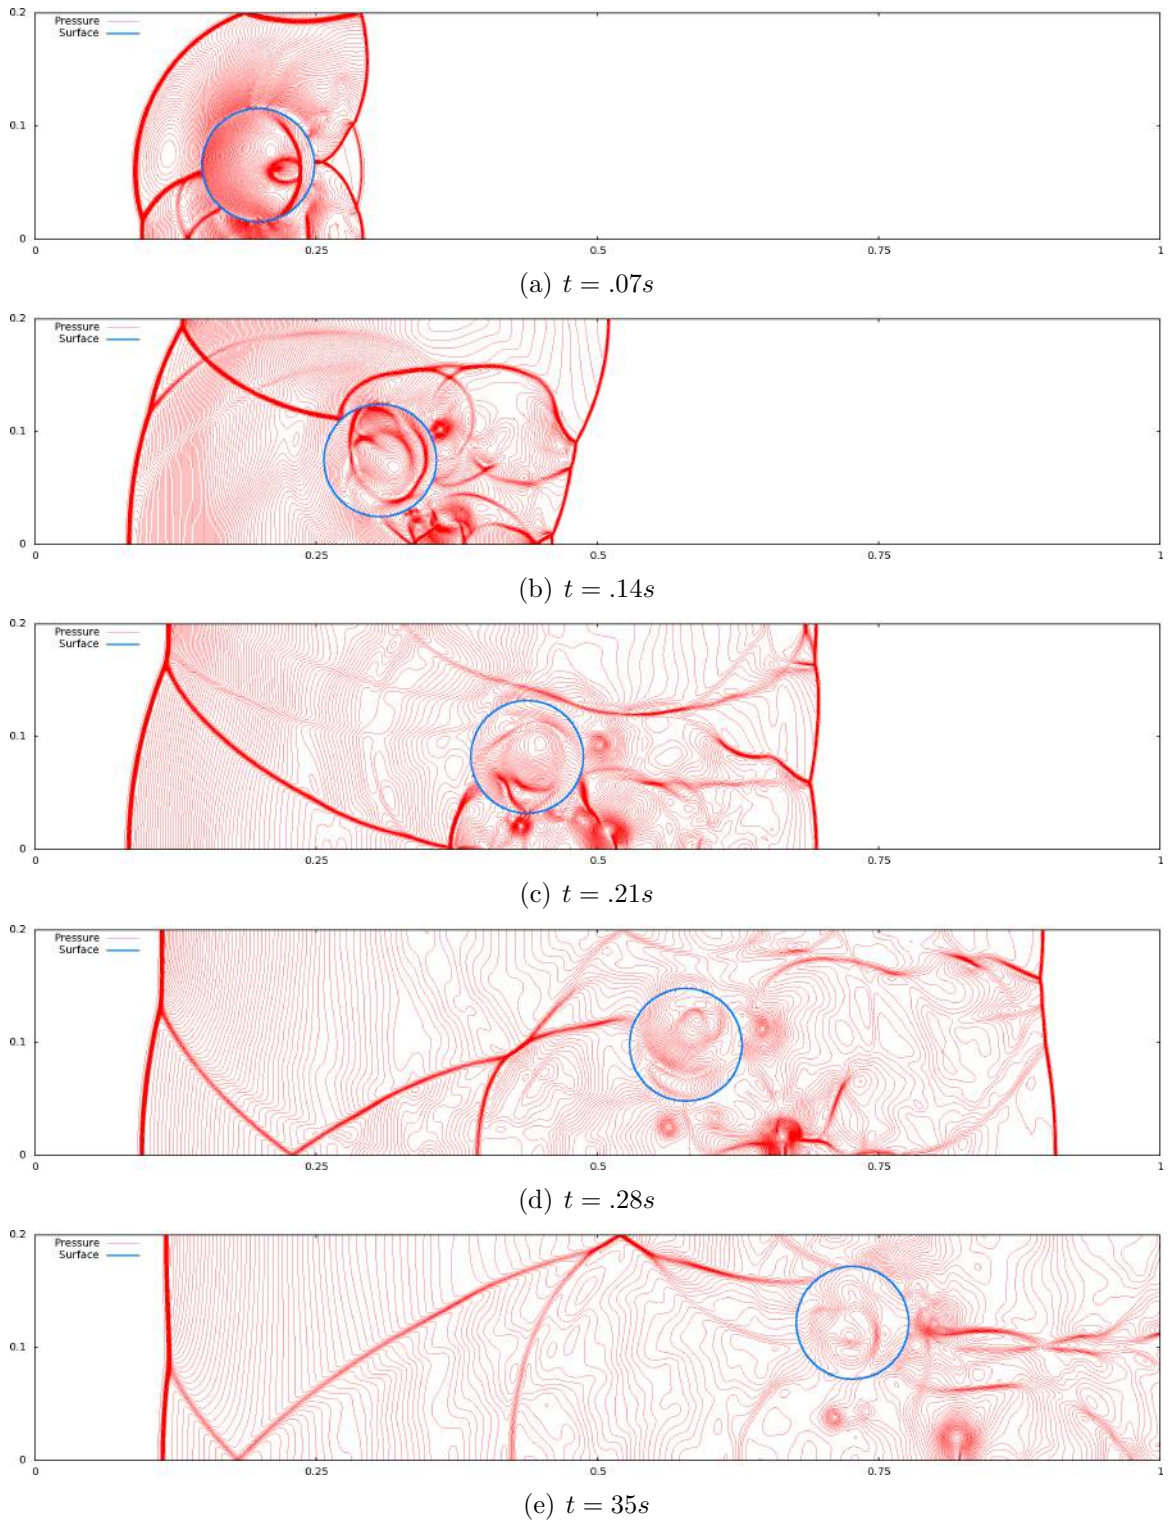 0.2
Pressure
Surface
0.1
0
0 0.25 0.5 0.75 1
(a) t = .07s
0.2
Pressure
Surface
0.1
0
0 0.25 0.5 0.75 1
(b) t = .14s
0.2
Pressure
Surface
0.1
0
0 0.25 0.5 0.75 1
(c) t = .21s
0.2
Pressure
Surface
0.1
0
0 0.25 0.5 0.75 1
(d) t = .28s
0.2
Pressure
Surface
0.1
0
0 0.25 0.5 0.75 1
(e) t = 35s